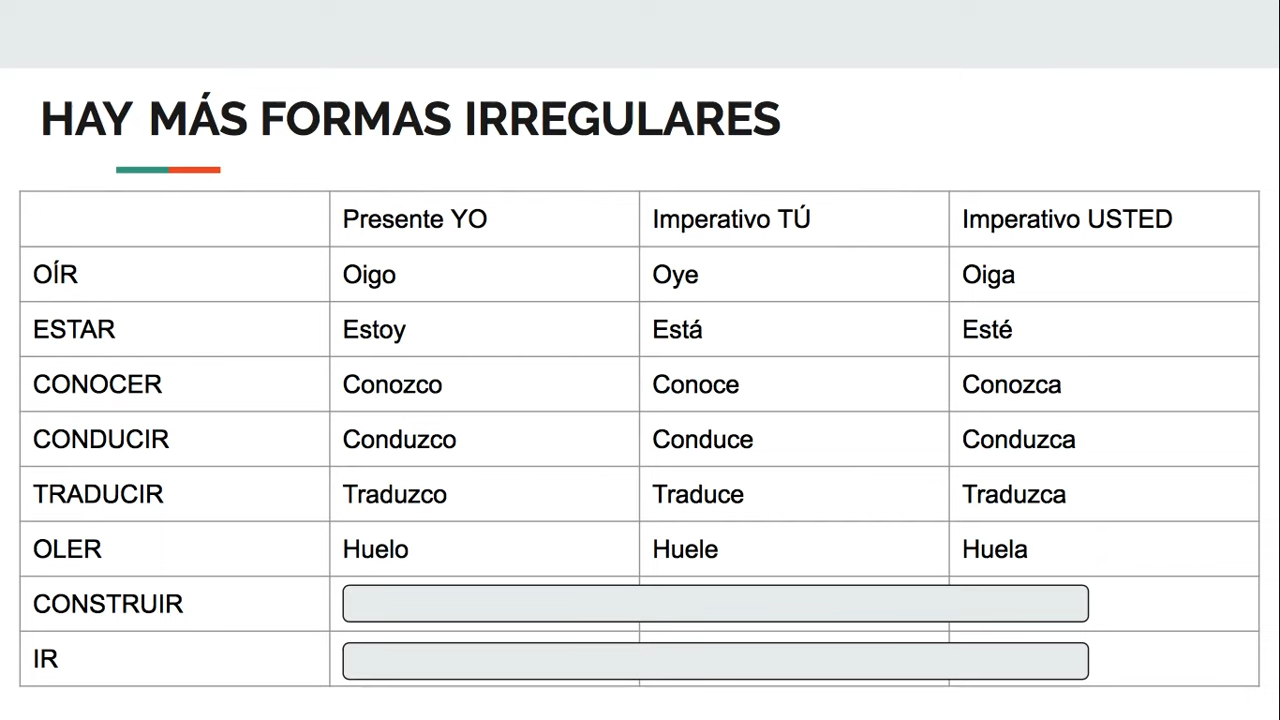 HAY MÁS FORMAS IRREGULARES
Presente YO Imperativo TÚ Imperativo USTED
OÍR Oigo Oye Oiga
ESTAR Estoy Está Esté
CONOCER Conozco Conoce Conozca
CONDUCIR Conduzco Conduce Conduzca
TRADUCIR Traduzco Traduce Traduzca
OLER Huelo Huele Huela
CONSTRUIR
IR